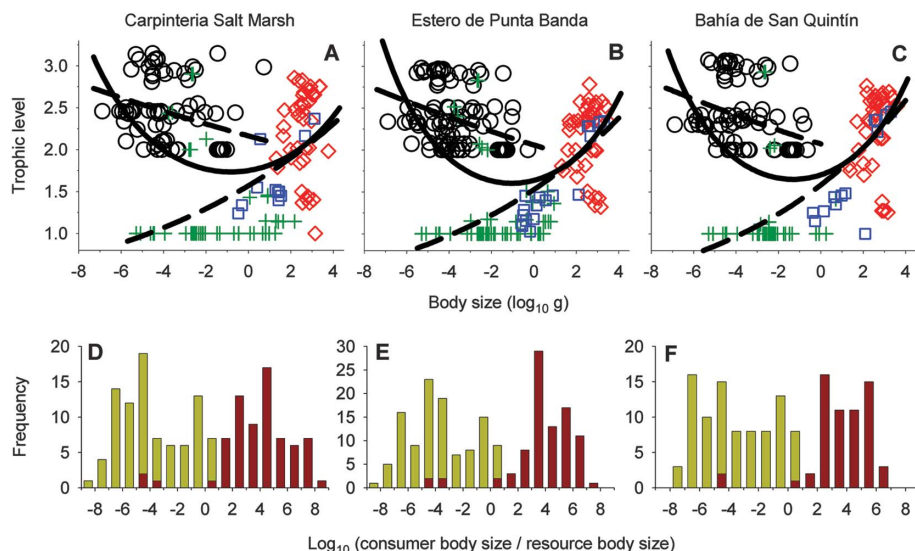 Carpinteria Salt Marsh Estero de Punta Banda Bahía de San Quintín
A B C
Trophic level
3.0
2.5
2.0
1.5
1.0
-8 -6 -4 -2 0 2 4 -8 -6 -4 -2 0 2 4 -8 -6 -4 -2 0 2 4
Body size (log10 g)
D E F
Frequency
20
15
10
5
0
30
25
20
15
10
5
0
20
15
10
5
0
-8 -6 -4 -2 0 2 4 6 8 -8 -6 -4 -2 0 2 4 6 8 -8 -6 -4 -2 0 2 4 6 8
Log10 (consumer body size / resource body size)